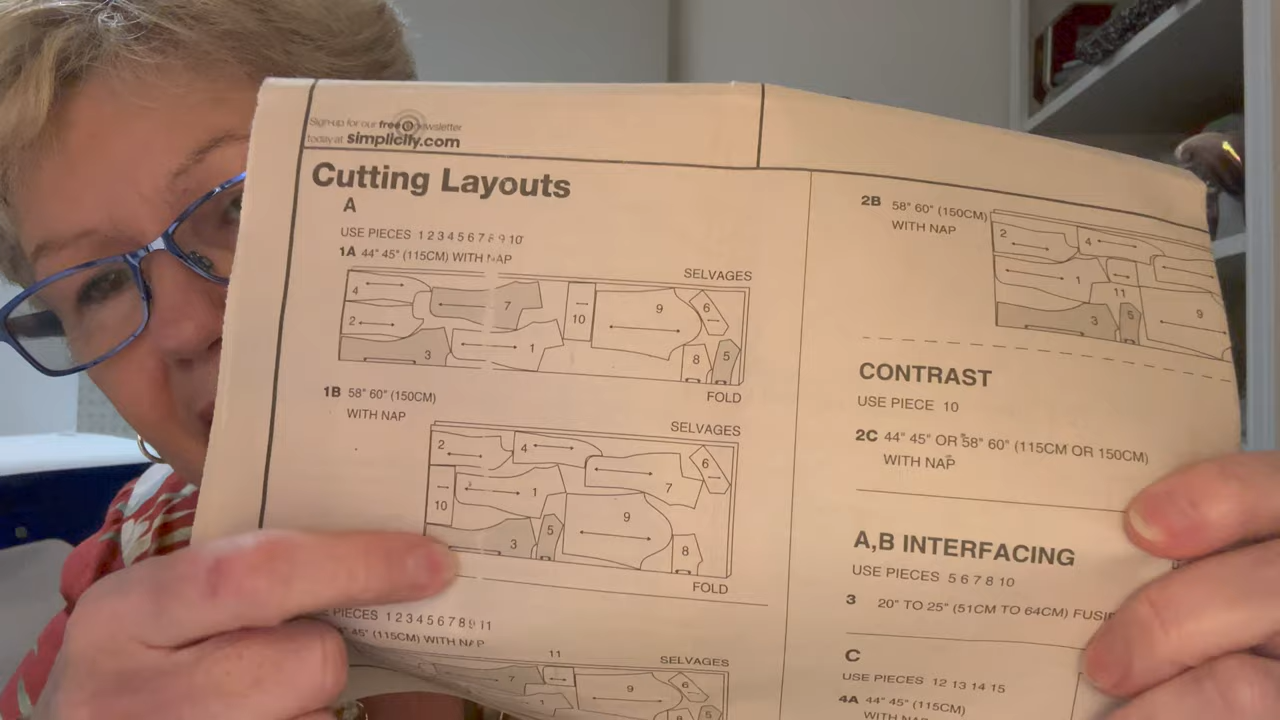 Sign-up for our free newsletter
today at simplicity.com
Cutting Layouts
A
USE PIECES 1 2 3 4 5 6 7 8 9 10
1A 44" 45" (115CM) WITH NAP
SELVAGES
4
7
10
9
6
2
3
1
8
5
FOLD
1B 58" 60" (150CM)
WITH NAP
SELVAGES
2
4
6
7
1
10
9
5
3
8
FOLD
PIECES 1 2 3 4 5 6 7 8 9 11
45" (115CM) WITH NAP
11
SELVAGES
7
9
6
1
8
5
2B 58" 60" (150CM)
WITH NAP
2
4
1
11
3
5
9
CONTRAST
USE PIECE 10
2C 44" 45" OR 58" 60" (115CM OR 150CM)
WITH NAP
A,B INTERFACING
USE PIECES 5 6 7 8 10
3 20" TO 25" (51CM TO 64CM)
C
USE PIECES 12 13 14 15
4A 44" 45" (115CM)
WITH NAP